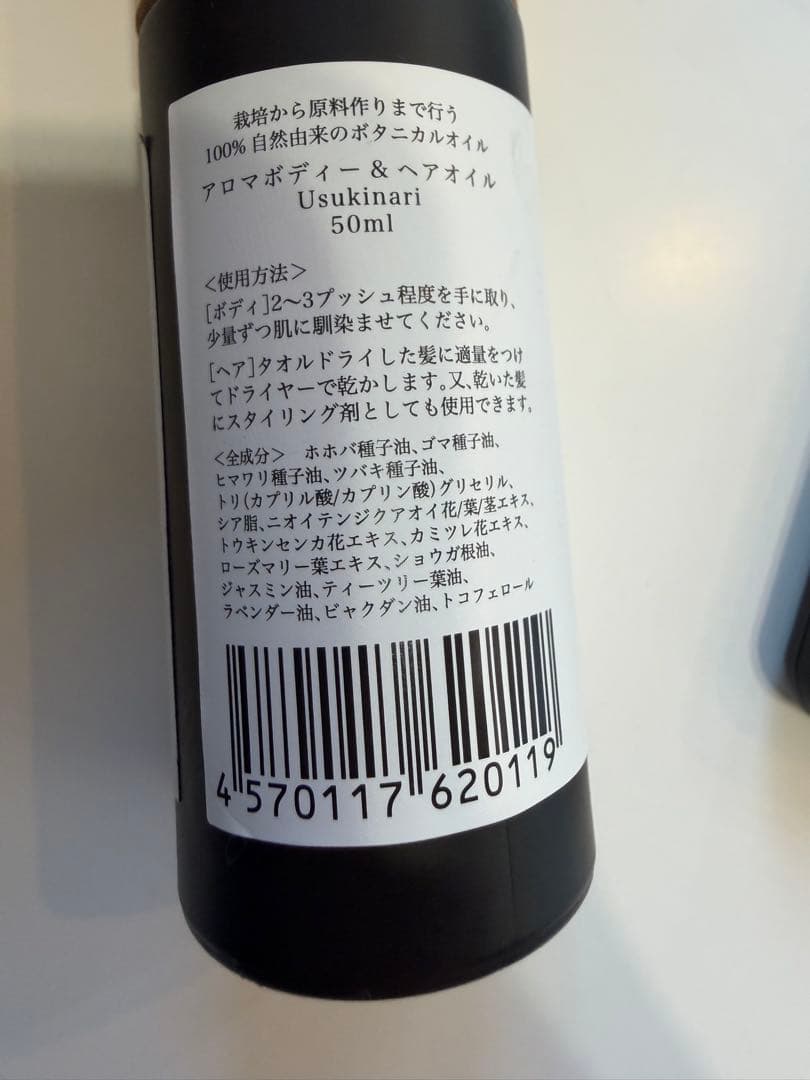 栽培から原料作りまで行う
100% 自然由来のボタニカルオイル
アロマボディー & ヘアオイル
Usukinari
50ml
＜使用方法＞
[ボディ]2〜3プッシュ程度を手に取り、
少量ずつ肌に馴染ませてください。
[ヘア]タオルドライした髪に適量をつけ
てドライヤーで乾かします。又、乾いた髪
にスタイリング剤としても使用できます。
＜全成分＞ ホホバ種子油、ゴマ種子油、
ヒマワリ種子油、ツバキ種子油、
トリ(カプリル酸/カプリン酸)グリセリル、
シア脂、ニオイテンジクアオイ花/葉/茎エキス、
トウキンセンカ花エキス、カミツレ花エキス、
ローズマリー葉エキス、ショウガ根油、
ジャスミン油、ティーツリー葉油、
ラベンダー油、ビャクダン油、トコフェロール
4 570117 620119